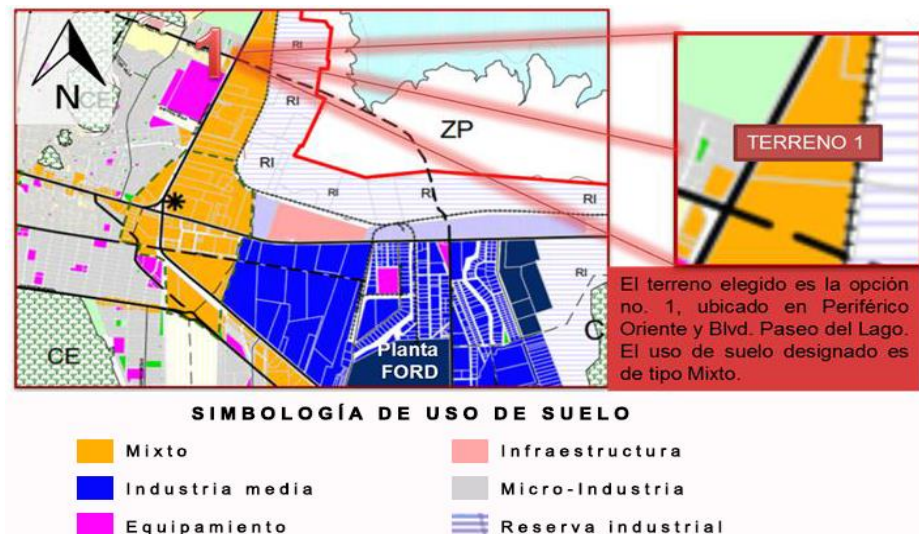 1
N
CE
RI
ZP
RI
RI
RI
RI
RI
RI
C
CE
Planta
FORD
TERRENO 1
El terreno elegido es la opción
no. 1, ubicado en Periférico
Oriente y Blvd. Paseo del Lago.
El uso de suelo designado es
de tipo Mixto.
SIMBOLOGÍA DE USO DE SUELO
Mixto
Infraestructura
Industria media
Micro-Industria
Equipamiento
Reserva industrial